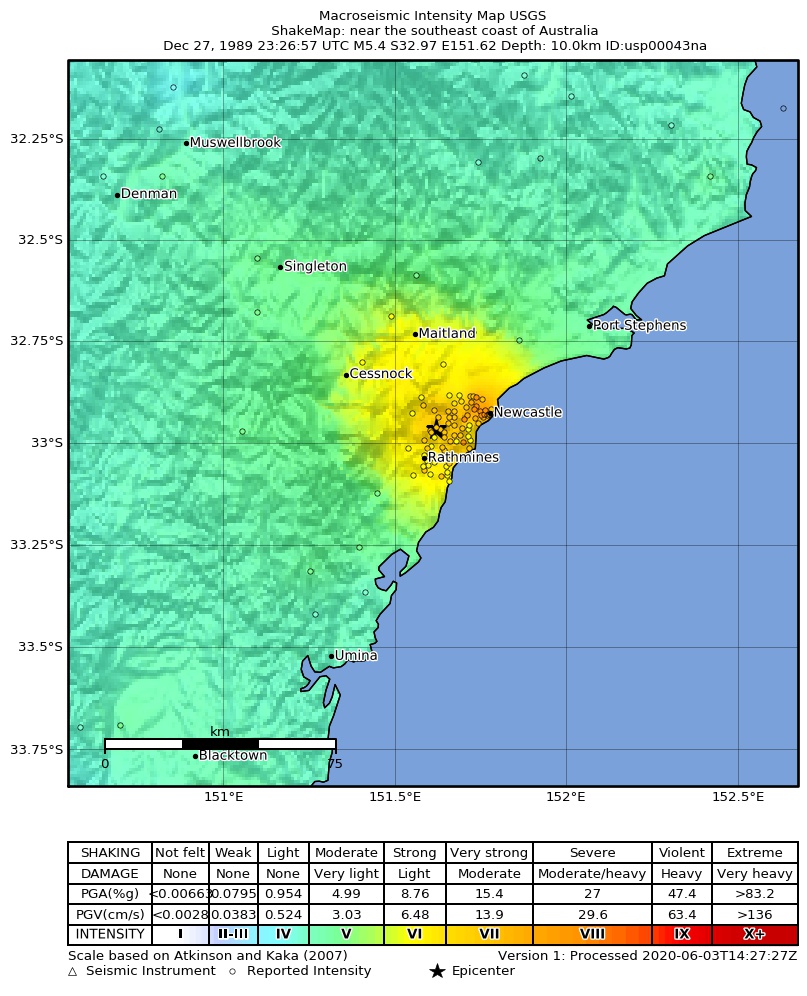 Macroseismic Intensity Map USGS
ShakeMap: near the southeast coast of Australia
Dec 27, 1989 23:26:57 UTC M5.4 S32.97 E151.62 Depth: 10.0km ID:usp00043na
32.25°S
Muswellbrook
Denman
32.5°S
Singleton
Port Stephens
32.75°S
Maitland
Cessnock
Newcastle
33°S
Rathmines
33.25°S
33.5°S
Umina
km
33.75°S
Blacktown
0 75
151°E 151.5°E 152°E 152.5°E
SHAKING Not felt Weak Light Moderate Strong Very strong Severe Violent Extreme
DAMAGE None None None Very light Light Moderate Moderate/heavy Heavy Very heavy
PGA(%g) <0.00663 0.0795 0.954 4.99 8.76 15.4 27 47.4 >83.2
PGV(cm/s) <0.0028 0.0383 0.524 3.03 6.48 13.9 29.6 63.4 >136
INTENSITY I II-III IV V VI VII VIII IX X+
Scale based on Atkinson and Kaka (2007) Version 1: Processed 2020-06-03T14:27:27Z
Seismic Instrument Reported Intensity Epicenter